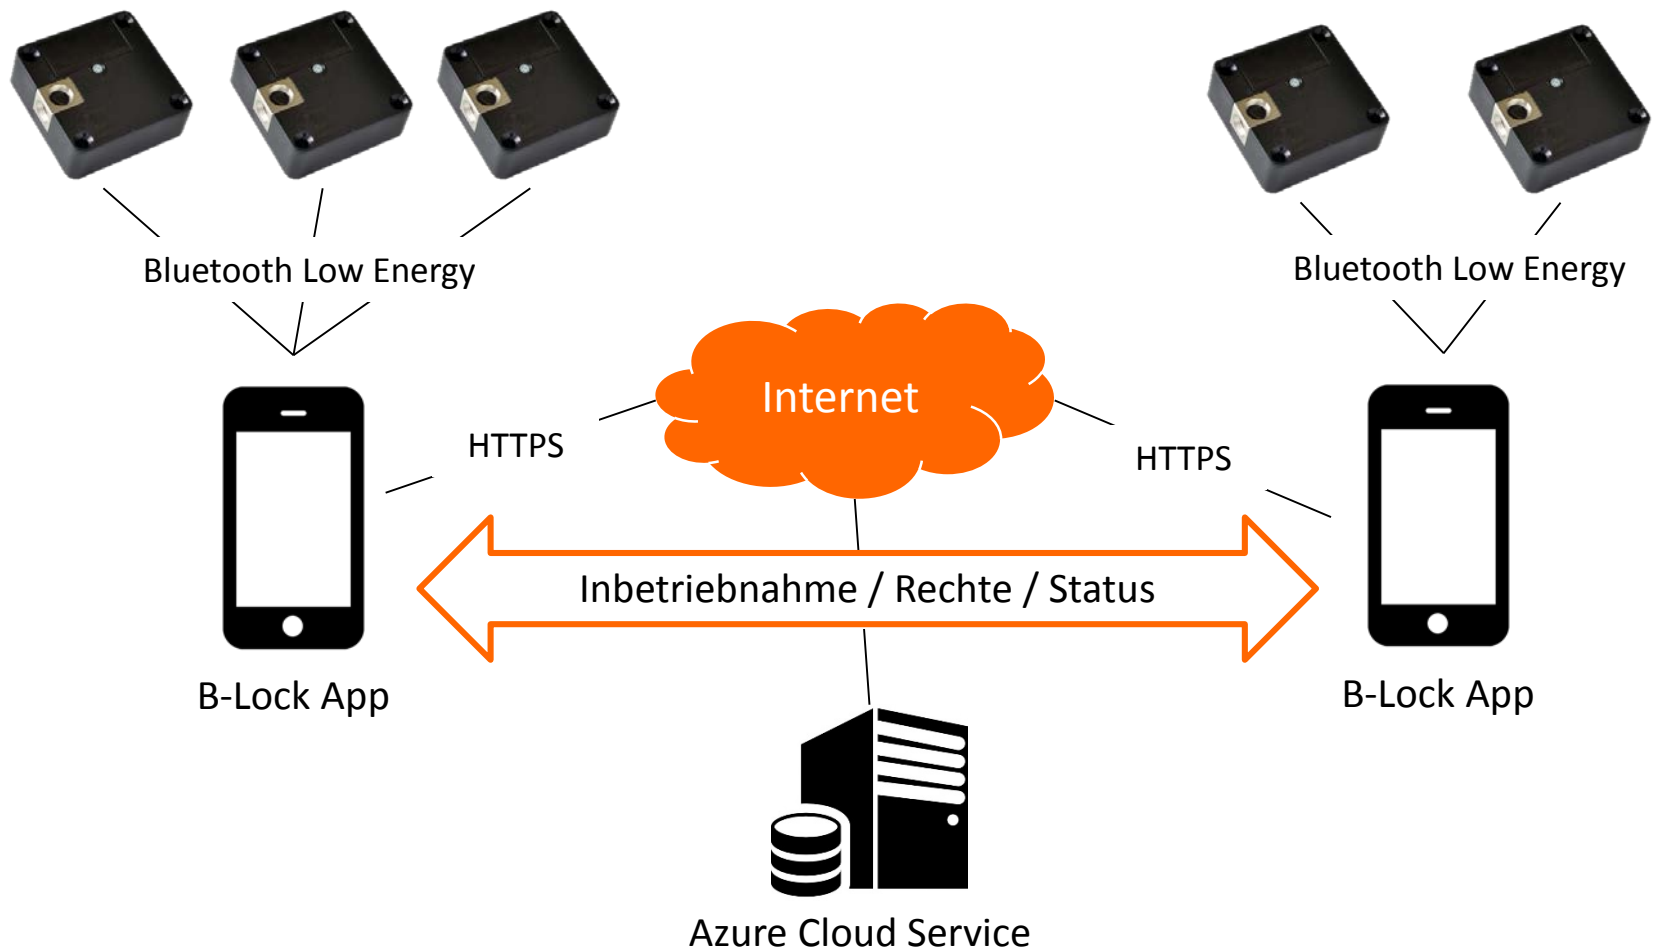 Bluetooth Low Energy
Bluetooth Low Energy
Internet
HTTPS
HTTPS
Inbetriebnahme / Rechte / Status
B-Lock App
B-Lock App
Azure Cloud Service